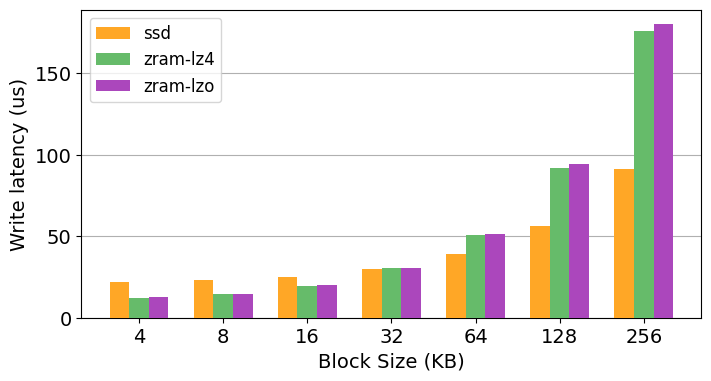 ssd
zram-lz4
zram-lzo
Write latency (us)
150
100
50
0
4 8 16 32 64 128 256
Block Size (KB)